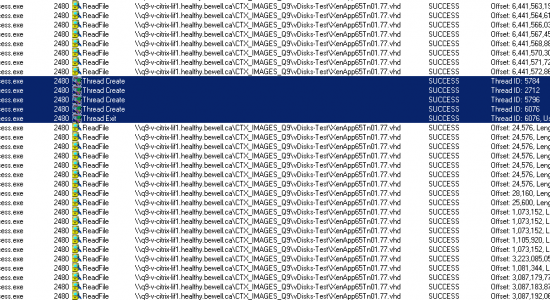 ess.exe 2480 ReadFile \\q9-v-citrix-lif1.healthy.bewell.ca\CTX_IMAGES_Q9\vDisks-Test\XenApp65Tn01.77.vhd SUCCESS Offset: 6,441,563,19
ess.exe 2480 ReadFile \\q9-v-citrix-lif1.healthy.bewell.ca\CTX_IMAGES_Q9\vDisks-Test\XenApp65Tn01.77.vhd SUCCESS Offset: 6,441,564,
ess.exe 2480 ReadFile \\q9-v-citrix-lif1.healthy.bewell.ca\CTX_IMAGES_Q9\vDisks-Test\XenApp65Tn01.77.vhd SUCCESS Offset: 6,441,564,03
ess.exe 2480 ReadFile \\q9-v-citrix-lif1.healthy.bewell.ca\CTX_IMAGES_Q9\vDisks-Test\XenApp65Tn01.77.vhd SUCCESS Offset: 6,441,567,45
ess.exe 2480 ReadFile \\q9-v-citrix-lif1.healthy.bewell.ca\CTX_IMAGES_Q9\vDisks-Test\XenApp65Tn01.77.vhd SUCCESS Offset: 6,441,568,88
ess.exe 2480 ReadFile \\q9-v-citrix-lif1.healthy.bewell.ca\CTX_IMAGES_Q9\vDisks-Test\XenApp65Tn01.77.vhd SUCCESS Offset: 6,441,570,30
ess.exe 2480 ReadFile \\q9-v-citrix-lif1.healthy.bewell.ca\CTX_IMAGES_Q9\vDisks-Test\XenApp65Tn01.77.vhd SUCCESS Offset: 6,441,571,72
ess.exe 2480 ReadFile \\q9-v-citrix-lif1.healthy.bewell.ca\CTX_IMAGES_Q9\vDisks-Test\XenApp65Tn01.77.vhd SUCCESS Offset: 6,441,572,88
ess.exe 2480 Thread Create SUCCESS Thread ID: 5784
ess.exe 2480 Thread Create SUCCESS Thread ID: 2712
ess.exe 2480 Thread Create SUCCESS Thread ID: 5796
ess.exe 2480 Thread Create SUCCESS Thread ID: 6076
ess.exe 2480 Thread Exit SUCCESS Thread ID: 6076, Us
ess.exe 2480 ReadFile \\q9-v-citrix-lif1.healthy.bewell.ca\CTX_IMAGES_Q9\vDisks-Test\XenApp65Tn01.77.vhd SUCCESS Offset: 24,576, Leng
ess.exe 2480 ReadFile \\q9-v-citrix-lif1.healthy.bewell.ca\CTX_IMAGES_Q9\vDisks-Test\XenApp65Tn01.77.vhd SUCCESS Offset: 24,576, Leng
ess.exe 2480 ReadFile \\q9-v-citrix-lif1.healthy.bewell.ca\CTX_IMAGES_Q9\vDisks-Test\XenApp65Tn01.77.vhd SUCCESS Offset: 24,576, Leng
ess.exe 2480 ReadFile \\q9-v-citrix-lif1.healthy.bewell.ca\CTX_IMAGES_Q9\vDisks-Test\XenApp65Tn01.77.vhd SUCCESS Offset: 24,576, Leng
ess.exe 2480 ReadFile \\q9-v-citrix-lif1.healthy.bewell.ca\CTX_IMAGES_Q9\vDisks-Test\XenApp65Tn01.77.vhd SUCCESS Offset: 24,576, Leng
ess.exe 2480 ReadFile \\q9-v-citrix-lif1.healthy.bewell.ca\CTX_IMAGES_Q9\vDisks-Test\XenApp65Tn01.77.vhd SUCCESS Offset: 24,576, Leng
ess.exe 2480 ReadFile \\q9-v-citrix-lif1.healthy.bewell.ca\CTX_IMAGES_Q9\vDisks-Test\XenApp65Tn01.77.vhd SUCCESS Offset: 24,576, Leng
ess.exe 2480 ReadFile \\q9-v-citrix-lif1.healthy.bewell.ca\CTX_IMAGES_Q9\vDisks-Test\XenApp65Tn01.77.vhd SUCCESS Offset: 28,160, Leng
ess.exe 2480 ReadFile \\q9-v-citrix-lif1.healthy.bewell.ca\CTX_IMAGES_Q9\vDisks-Test\XenApp65Tn01.77.vhd SUCCESS Offset: 25,600, Leng
ess.exe 2480 ReadFile \\q9-v-citrix-lif1.healthy.bewell.ca\CTX_IMAGES_Q9\vDisks-Test\XenApp65Tn01.77.vhd SUCCESS Offset: 1,073,152, L
ess.exe 2480 ReadFile \\q9-v-citrix-lif1.healthy.bewell.ca\CTX_IMAGES_Q9\vDisks-Test\XenApp65Tn01.77.vhd SUCCESS Offset: 1,073,152, L
ess.exe 2480 ReadFile \\q9-v-citrix-lif1.healthy.bewell.ca\CTX_IMAGES_Q9\vDisks-Test\XenApp65Tn01.77.vhd SUCCESS Offset: 1,073,152, L
ess.exe 2480 ReadFile \\q9-v-citrix-lif1.healthy.bewell.ca\CTX_IMAGES_Q9\vDisks-Test\XenApp65Tn01.77.vhd SUCCESS Offset: 1,105,920, L
ess.exe 2480 ReadFile \\q9-v-citrix-lif1.healthy.bewell.ca\CTX_IMAGES_Q9\vDisks-Test\XenApp65Tn01.77.vhd SUCCESS Offset: 1,073,152, L
ess.exe 2480 ReadFile \\q9-v-citrix-lif1.healthy.bewell.ca\CTX_IMAGES_Q9\vDisks-Test\XenApp65Tn01.77.vhd SUCCESS Offset: 3,223,085,05
ess.exe 2480 ReadFile \\q9-v-citrix-lif1.healthy.bewell.ca\CTX_IMAGES_Q9\vDisks-Test\XenApp65Tn01.77.vhd SUCCESS Offset: 1,081,344, L
ess.exe 2480 ReadFile \\q9-v-citrix-lif1.healthy.bewell.ca\CTX_IMAGES_Q9\vDisks-Test\XenApp65Tn01.77.vhd SUCCESS Offset: 3,087,179,77
ess.exe 2480 ReadFile \\q9-v-citrix-lif1.healthy.bewell.ca\CTX_IMAGES_Q9\vDisks-Test\XenApp65Tn01.77.vhd SUCCESS Offset: 3,087,183,87
ess.exe 2480 ReadFile \\q9-v-citrix-lif1.healthy.bewell.ca\CTX_IMAGES_Q9\vDisks-Test\XenApp65Tn01.77.vhd SUCCESS Offset: 3,087,